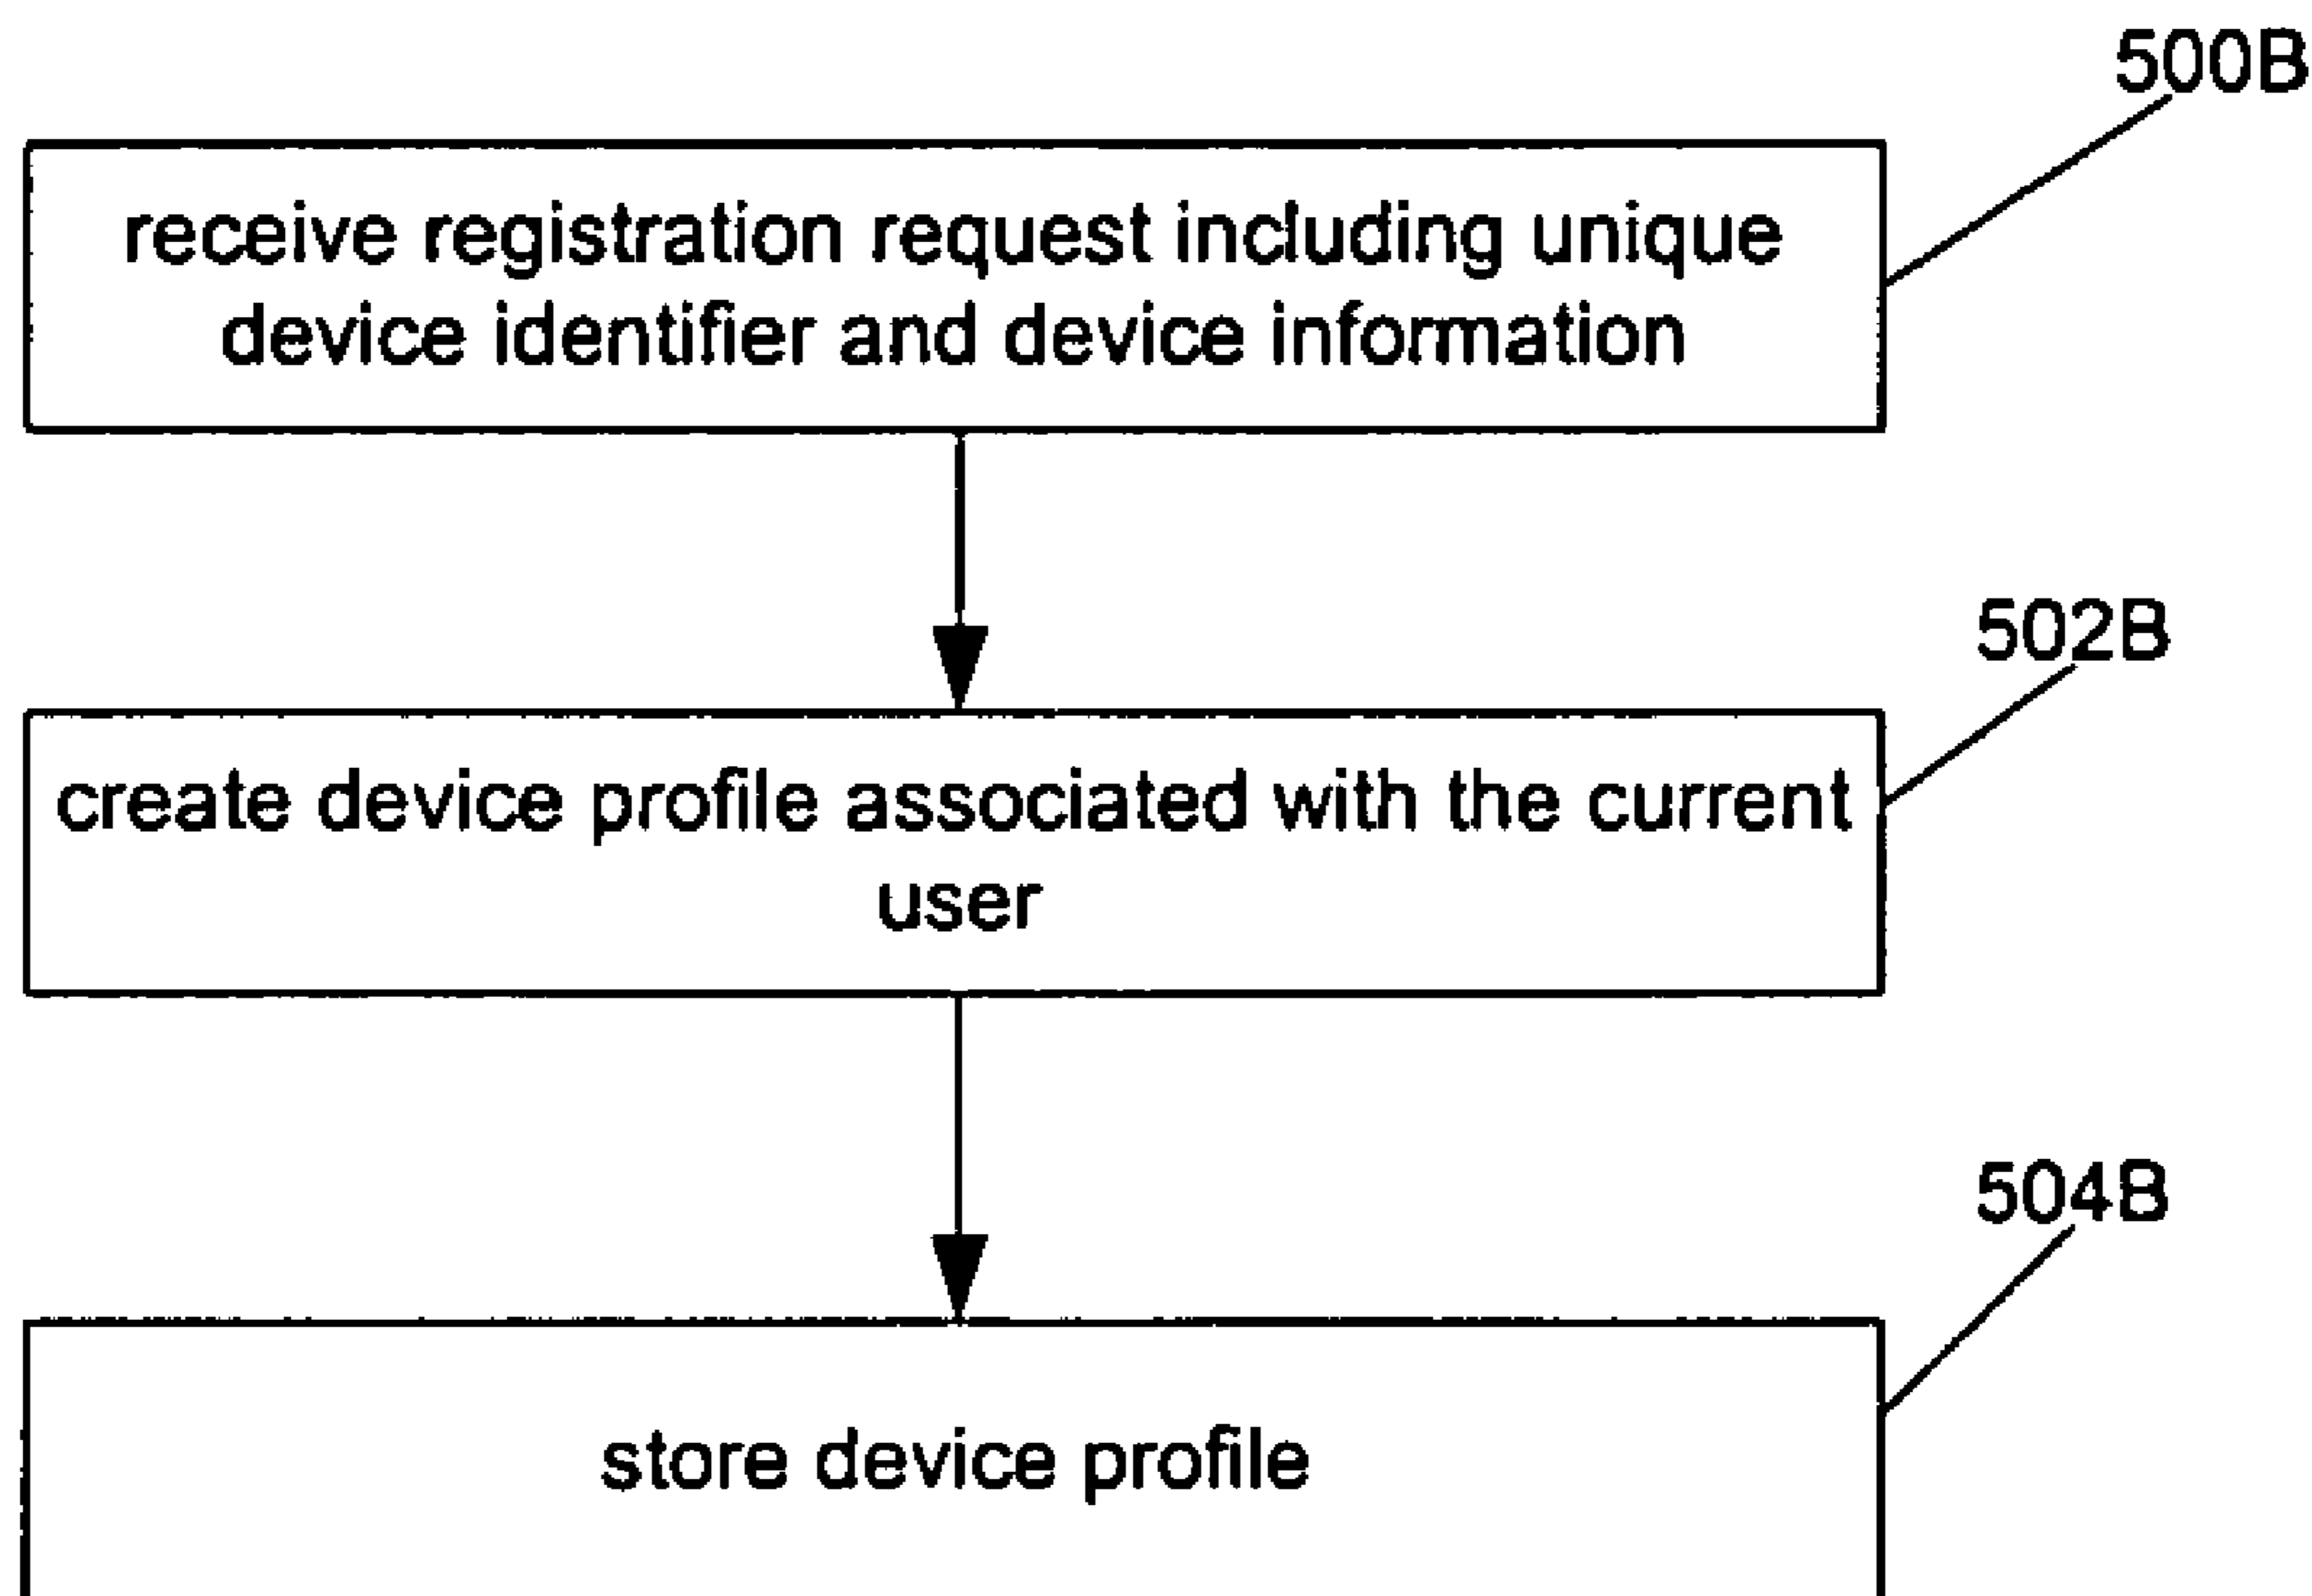 500B
receive registration request including unique
device identifier and device information
502B
create device profile associated with the current
user
504B
store device profile